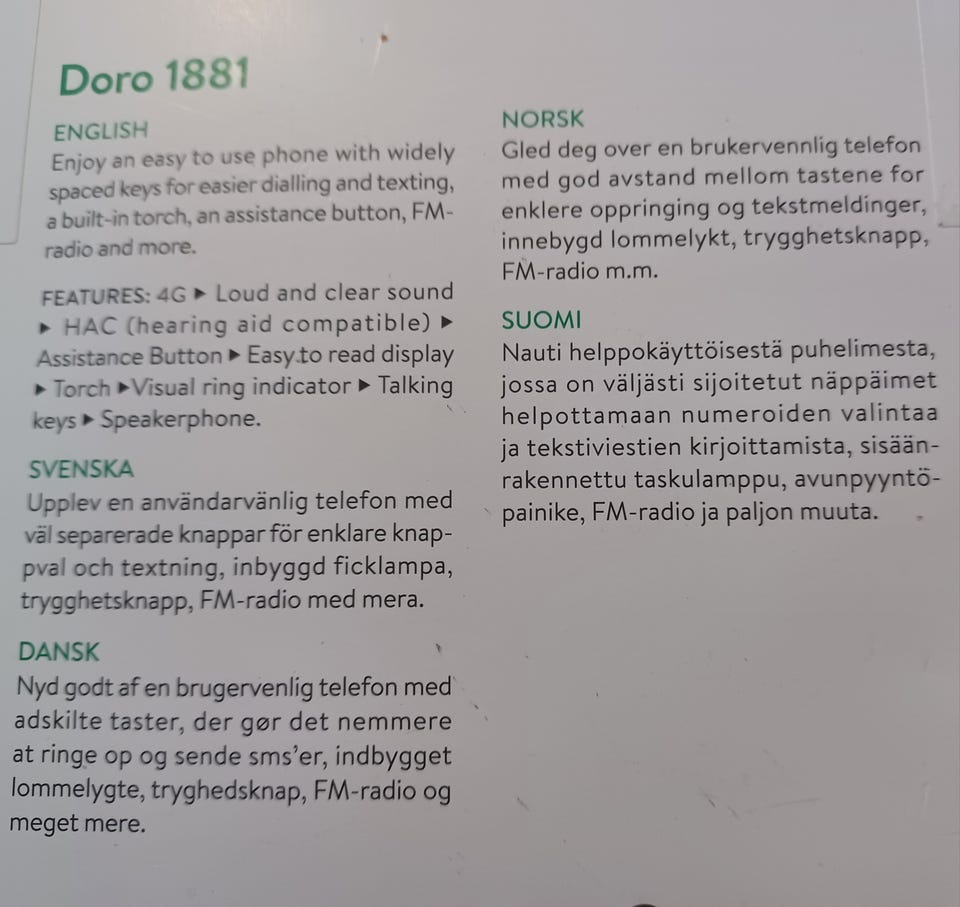 Doro 1881
ENGLISH
Enjoy an easy to use phone with widely
spaced keys for easier dialling and texting,
a built-in torch, an assistance button, FM-
radio and more.
FEATURES: 4G ▶ Loud and clear sound
▶ HAC (hearing aid compatible) ▶
Assistance Button ▶ Easy to read display
▶ Torch ▶Visual ring indicator ▶ Talking
keys ▶ Speakerphone.
SVENSKA
Upplev en användarvänlig telefon med
väl separerade knappar för enklare knap-
pval och textning, inbyggd ficklampa,
trygghetsknapp, FM-radio med mera.
DANSK
Nyd godt af en brugervenlig telefon med
adskilte taster, der gør det nemmere
at ringe op og sende sms’er, indbygget
lommelygte, tryghedsknap, FM-radio og
meget mere.
NORSK
Gled deg over en brukervennlig telefon
med god avstand mellom tastene for
enklere oppringing og tekstmeldinger,
innebygd lommelykt, trygghetsknapp,
FM-radio m.m.
SUOMI
Nauti helppokäyttöisestä puhelimesta,
jossa on väljästi sijoitetut näppäimet
helpottamaan numeroiden valintaa
ja tekstiviestien kirjoittamista, sisään-
rakennettu taskulamppu, avunpyyntö-
painike, FM-radio ja paljon muuta.